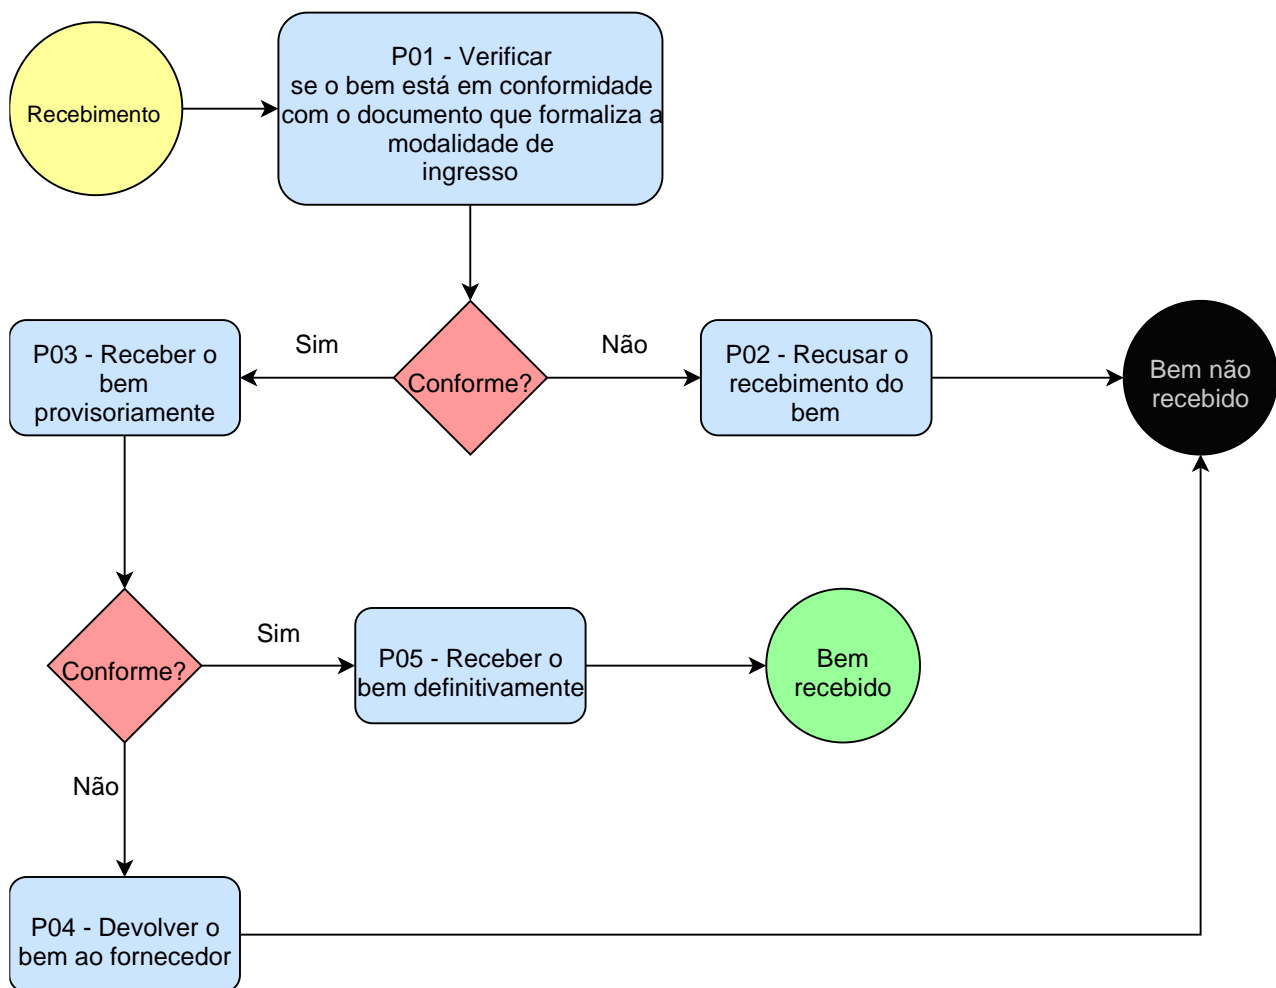 Recebimento
P01 - Verificar
se o bem está em conformidade
com o documento que formaliza a
modalidade de
ingresso
Sim
Conforme?
Não
P03 - Receber o
bem
provisoriamente
P02 - Recusar o
recebimento do
bem
Bem não
recebido
Conforme?
Sim
P05 - Receber o
bem definitivamente
Bem
recebido
Não
P04 - Devolver o
bem ao fornecedor